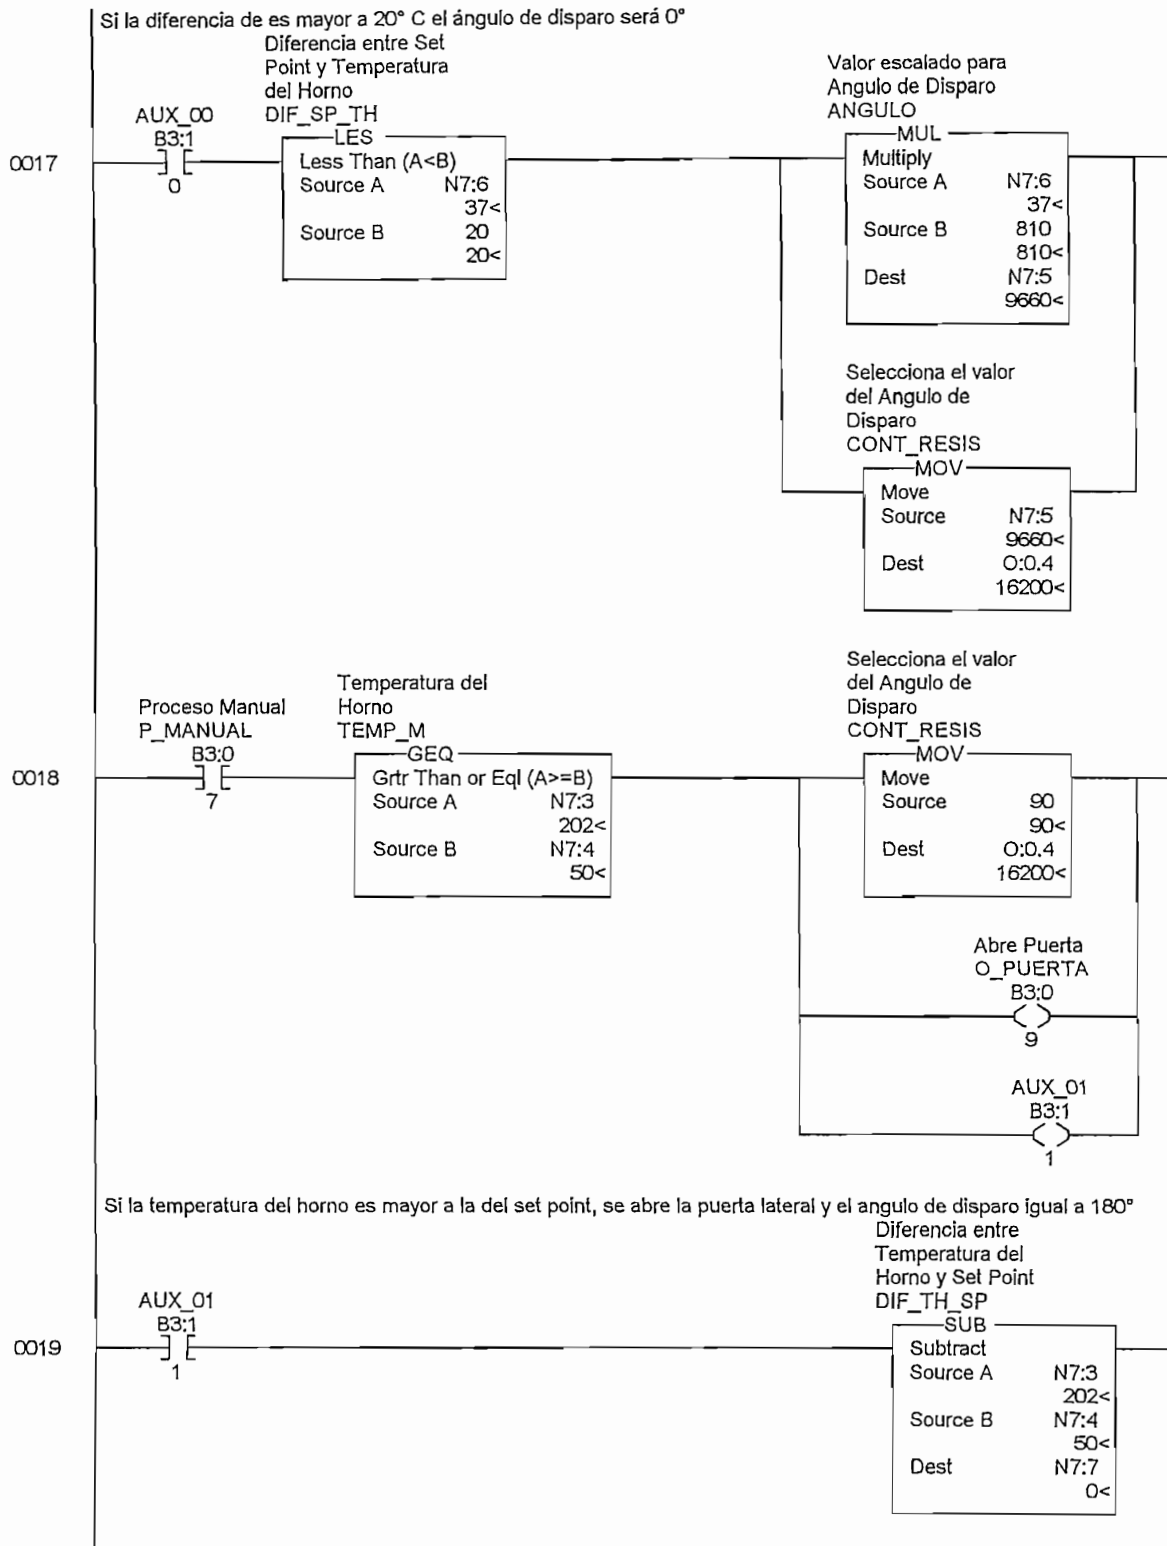 Si la diferencia de es mayor a 20° C el ángulo de disparo será 0°
Diferencia entre Set
Point y Temperatura
del Horno
DIF_SP_TH
AUX_00
B3:1
0
LES
Less Than (A<B)
Source A N7:6
37<
Source B 20
20<
Valor escalado para
Angulo de Disparo
ANGULO
MUL
Multiply
Source A N7:6
37<
Source B 810
810<
Dest N7:5
9660<
0017
Selecciona el valor
del Angulo de
Disparo
CONT_RESIS
MOV
Move
Source N7:5
9660<
Dest O:0.4
16200<
0018
Proceso Manual
P_MANUAL
B3:0
7
Temperatura del
Horno
TEMP_M
GEQ
Grtr Than or Eql (A>=B)
Source A N7:3
202<
Source B N7:4
50<
Selecciona el valor
del Angulo de
Disparo
CONT_RESIS
MOV
Move
Source 90
90<
Dest O:0.4
16200<
Abre Puerta
O_PUERTA
B3:0
9
AUX_01
B3:1
1
Si la temperatura del horno es mayor a la del set point, se abre la puerta lateral y el angulo de disparo igual a 180°
0019
AUX_01
B3:1
1
Diferencia entre
Temperatura del
Horno y Set Point
DIF_TH_SP
SUB
Subtract
Source A N7:3
202<
Source B N7:4
50<
Dest N7:7
0<